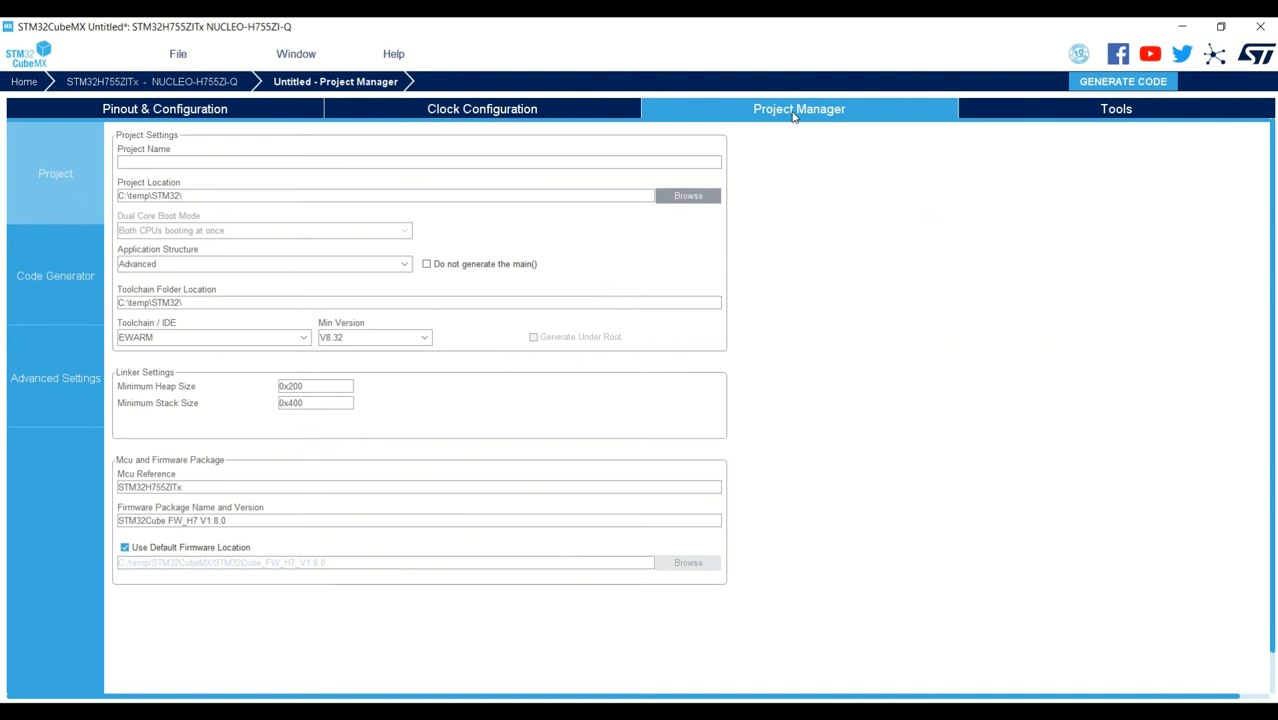 STM32CubeMX Untitled*: STM32H755ZITx NUCLEO-H755ZI-Q
STM32
CubeMX
File
Window
Help
Home
STM32H755ZITx - NUCLEO-H755ZI-Q
Untitled - Project Manager
GENERATE CODE
Pinout & Configuration
Clock Configuration
Project Manager
Tools
Project
Code Generator
Advanced Settings
Project Settings
Project Name
Project Location
C:\temp\STM32\
Browse
Dual Core Boot Mode
Both CPUs booting at once
Application Structure
Advanced
Do not generate the main()
Toolchain Folder Location
C:\temp\STM32\
Toolchain / IDE
Min Version
EWARM
V8.32
Generate Under Root
Linker Settings
Minimum Heap Size
0x200
Minimum Stack Size
0x400
Mcu and Firmware Package
Mcu Reference
STM32H755ZITx
Firmware Package Name and Version
STM32Cube FW_H7 V1.8.0
Use Default Firmware Location
C:/temp/STM32CubeMX/STM32Cube_FW_H7_V1.8.0
Browse